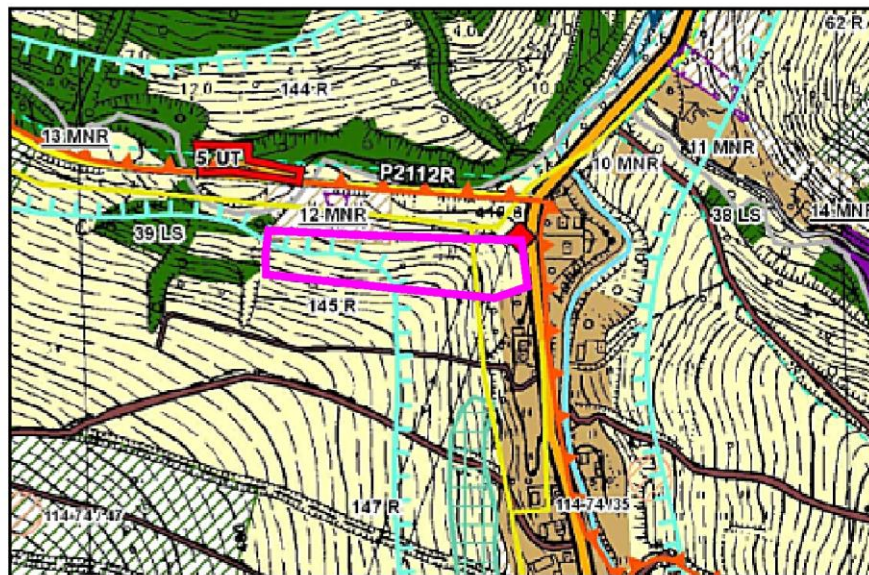 62 R
144 R
13 MNR
5 UT
P2112R
10 MNR
11 MNR
12 MNR
38 LS
14 MNR
39 LS
145 R
147 R
114-74-/47
114-74-/35